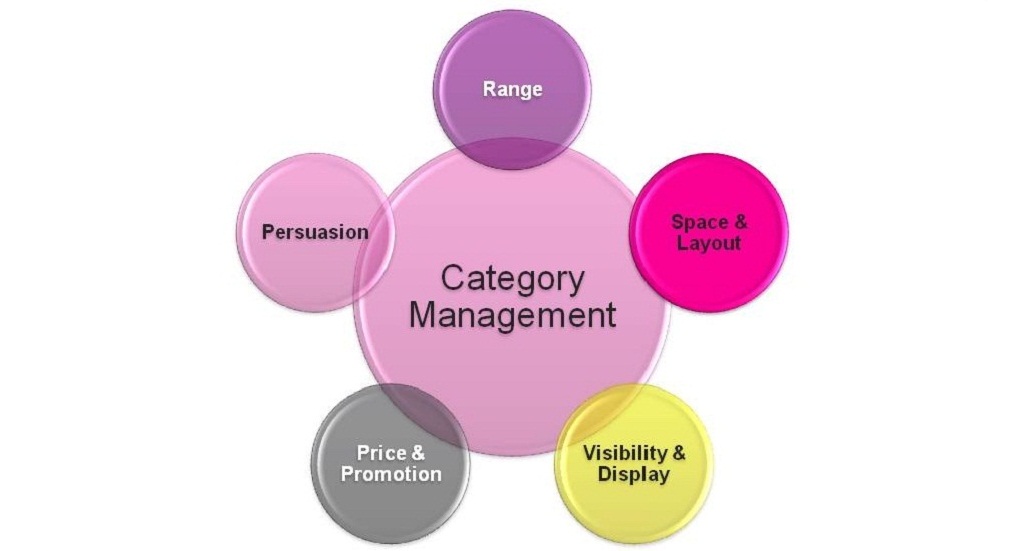 Range
Space &
Layout
Visibility &
Display
Price &
Promotion
Persuasion
Category
Management